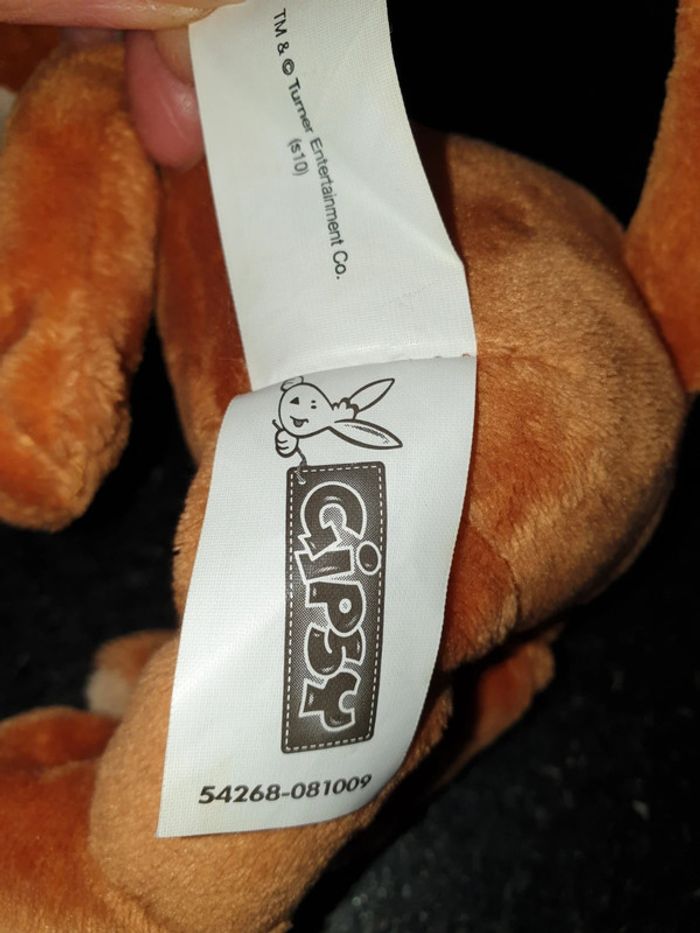 TM & © Turner Entertainment Co.
(s10)
GiPSY
54268-081009